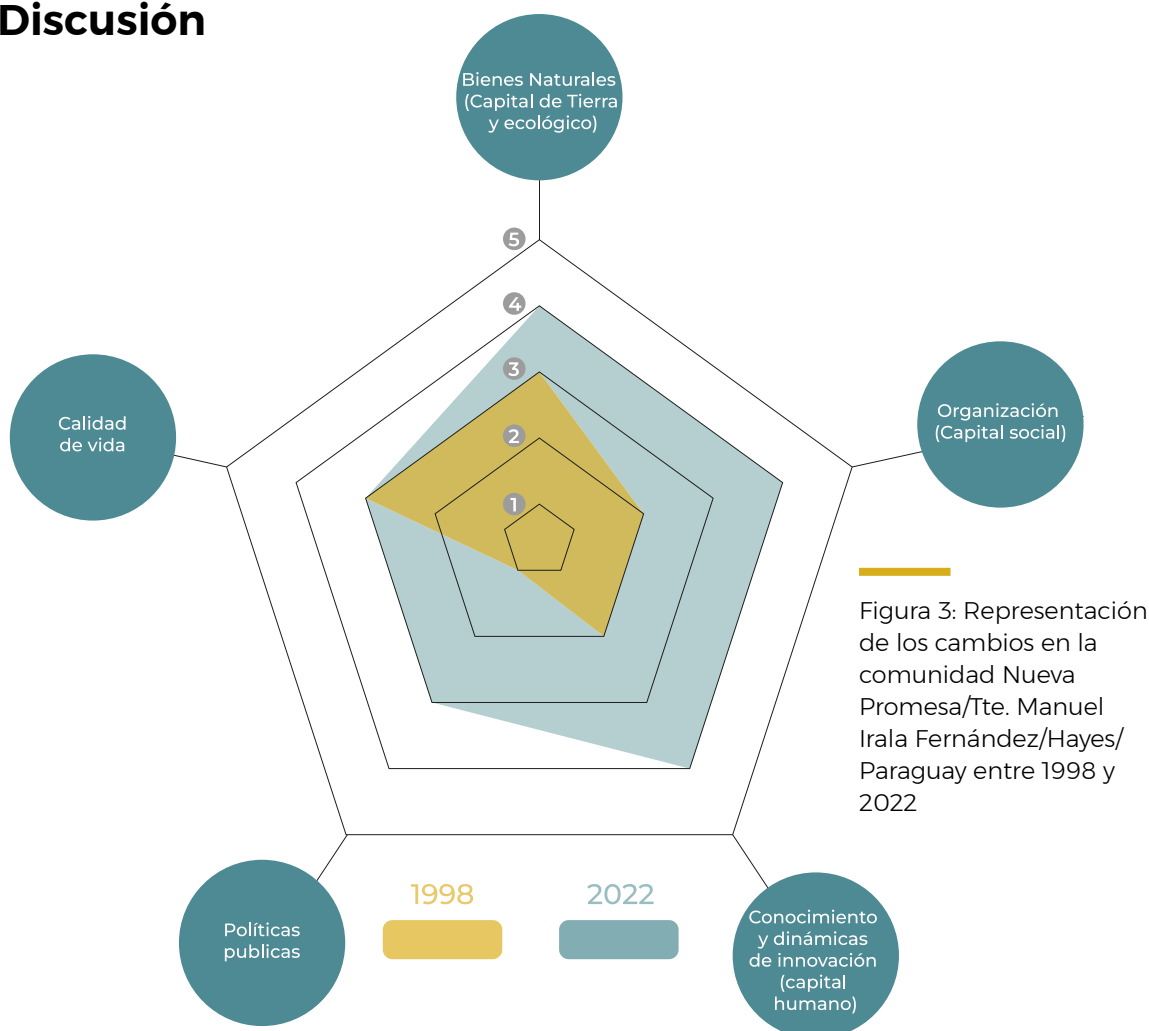 Discusión
Bienes Naturales
(Capital de Tierra
y ecológico)
5
4
3
2
1
Calidad
de vida
Organización
(Capital social)
Figura 3: Representación
de los cambios en la
comunidad Nueva
Promesa/Tte. Manuel
Irala Fernández/Hayes/
Paraguay entre 1998 y
2022
Políticas
publicas
1998
2022
Conocimiento
y dinámicas
de innovación
(capital
humano)